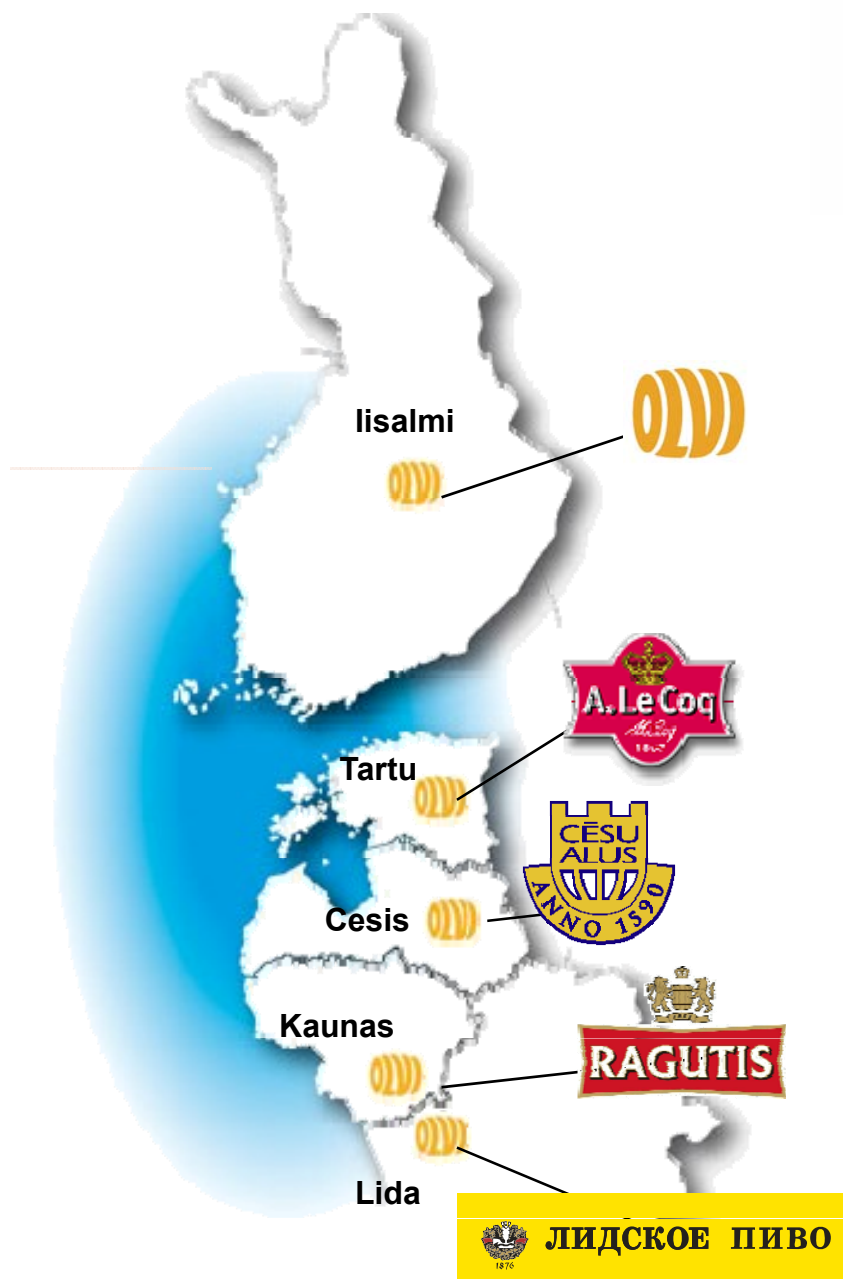 Iisalmi
OLVI
OLVI
A. Le Coq
1807
Tartu
OLVI
CĒSU
ALUS
ANNO 1590
Cesis
OLVI
Kaunas
RAGUTIS
OLVI
OLVI
Lida
ЛИДСКОЕ ПИВО
1876